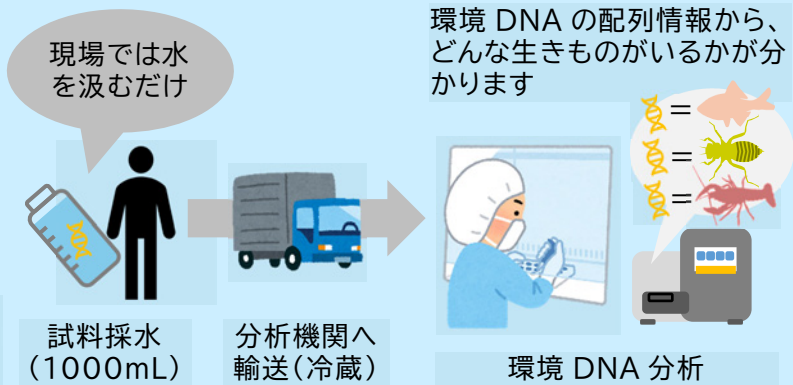 現場では水
を汲むだけ
環境 DNA の配列情報から、
どんな生きものがいるかが分
かります
=
=
=
試料採水
(1000mL)
分析機関へ
輸送(冷蔵)
環境 DNA 分析